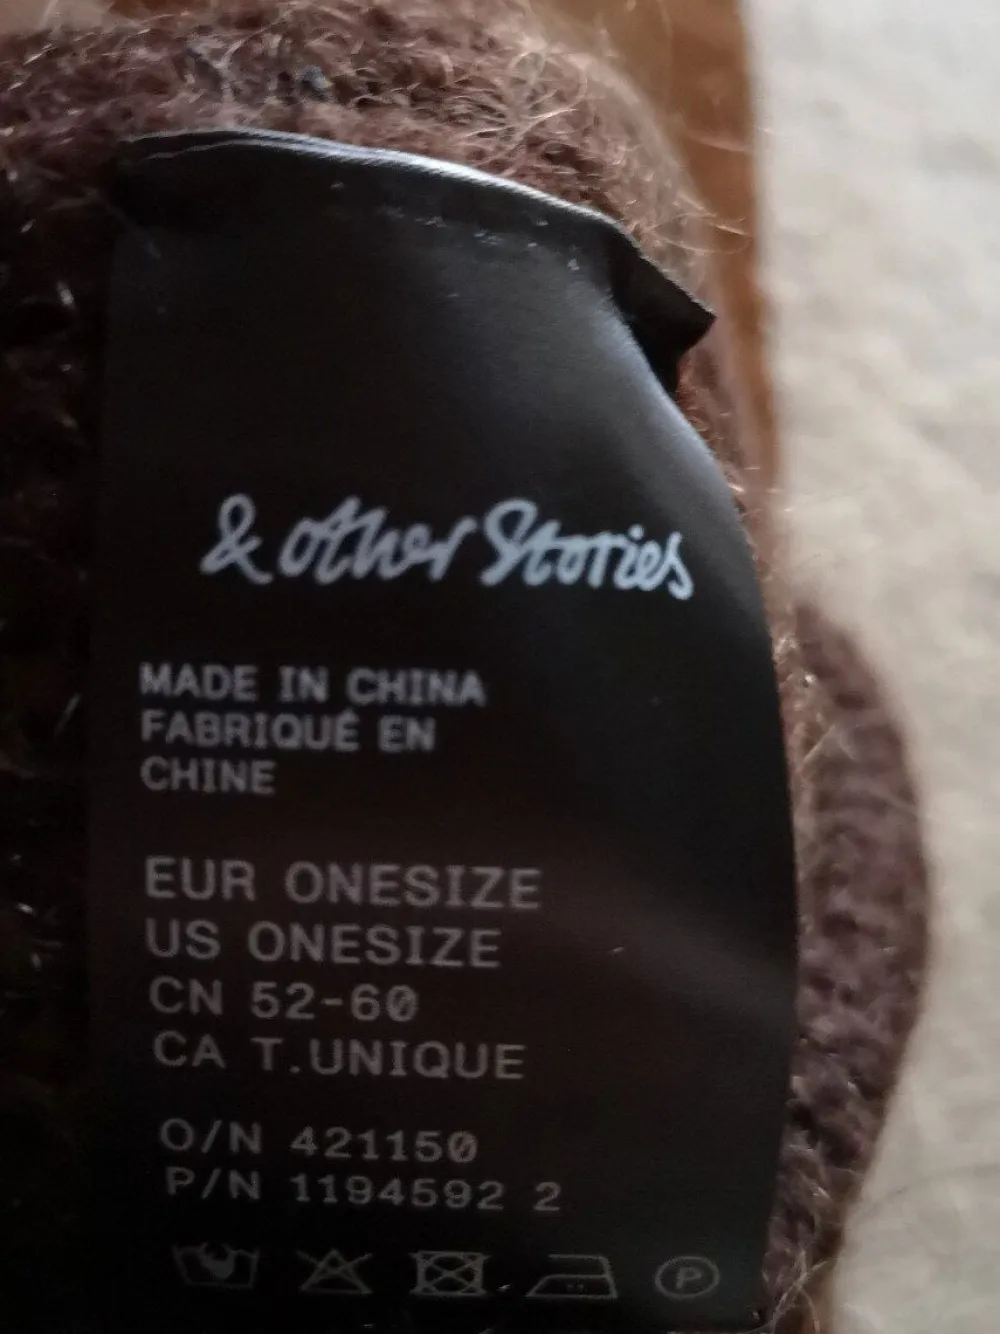 & other Stories
MADE IN CHINA
FABRIQUÉ EN
CHINE
EUR ONESIZE
US ONESIZE
CN 52-60
CA T.UNIQUE
O/N 421150
P/N 1194592 2
P